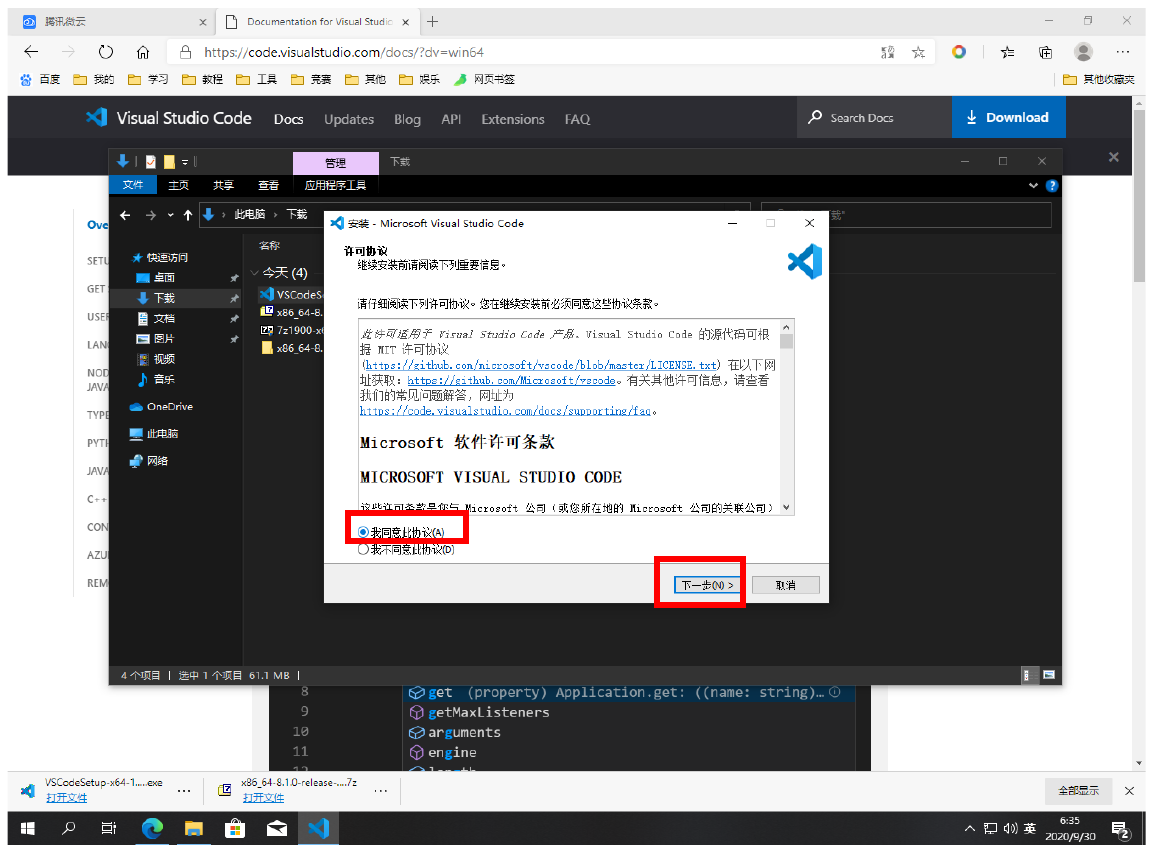 腾讯微云
Documentation for Visual Studio
https://code.visualstudio.com/docs/?dv=win64
百度 我的 学习 教程 工具 竞赛 其他 娱乐 网页书签 其他收藏夹
Visual Studio Code Docs Updates Blog API Extensions FAQ Search Docs Download
管理 下载
文件 主页 共享 查看 应用程序工具
此电脑 > 下载
Ove
SETU
GET
USER
LANG
NOD
JAVA
TYPE
PYTH
JAVA
C++
CON
AZU
REM
快速访问
桌面
下载
文档
图片
视频
音乐
OneDrive
此电脑
网络
名称
今天 (4)
VSCodeS
x86_64-8.
7z1900-x6
x86_64-8.
安装 - Microsoft Visual Studio Code
许可协议
继续安装前请阅读下列重要信息。
请仔细阅读下列许可协议。您在继续安装前必须同意这些协议条款。
此许可适用于 Visual Studio Code 产品。Visual Studio Code 的源代码可根
据 MIT 许可协议
(https://github.com/microsoft/vscode/blob/master/LICENSE.txt) 在以下网
址获取：https://github.com/Microsoft/vscode。有关其他许可信息，请查看
我们的常见问题解答，网址为
https://code.visualstudio.com/docs/supporting/faq。
Microsoft 软件许可条款
MICROSOFT VISUAL STUDIO CODE
这些许可条款是您与 Microsoft 公司（或您所在地的 Microsoft 公司的关联公司）
我同意此协议(A)
我不同意此协议(D)
下一步(N) >
取消
4 个项目 选中 1 个项目 61.1 MB
8 get (property) Application.get: ((name: string)…
9 getMaxListeners
10 arguments
11 engine
12 length
VSCodeSetup-x64-1.....exe
打开文件
x86_64-8.1.0-release-....7z
打开文件
全部显示
英
6:35
2020/9/30
2